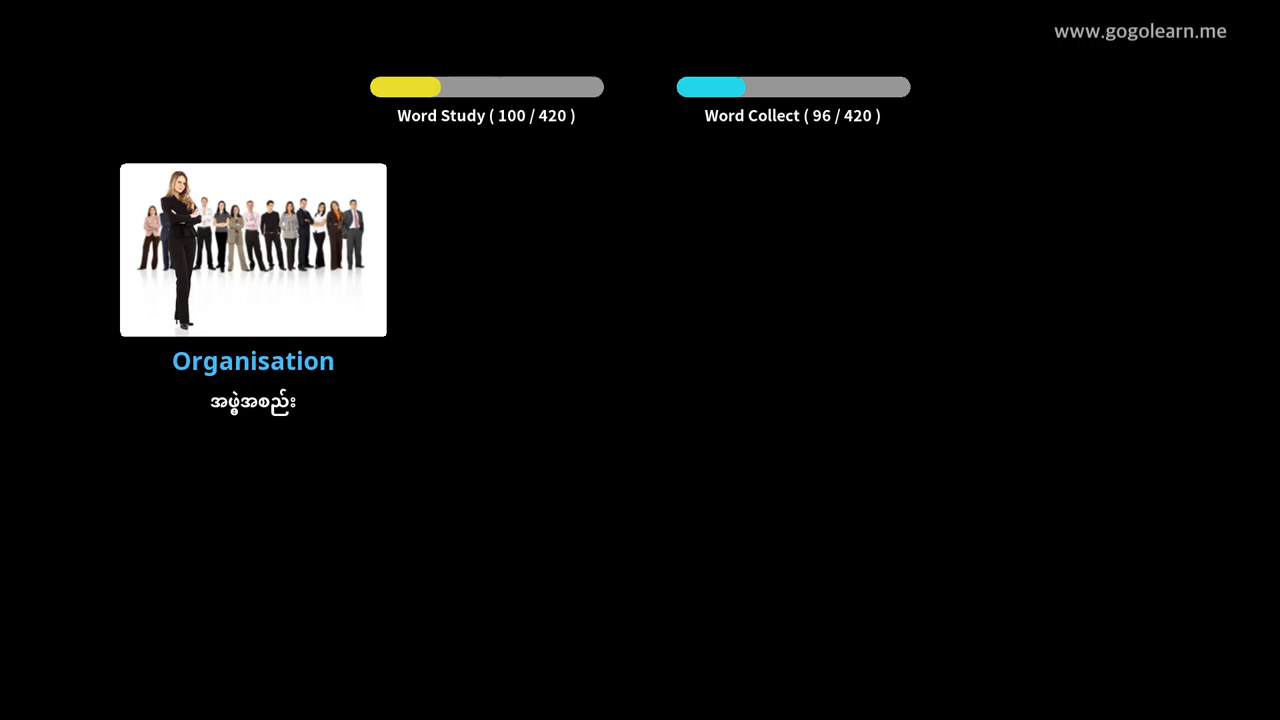 www.gogolearn.me
Word Study ( 100 / 420 )
Word Collect ( 96 / 420 )
Organisation
အဖွဲ့အစည်း